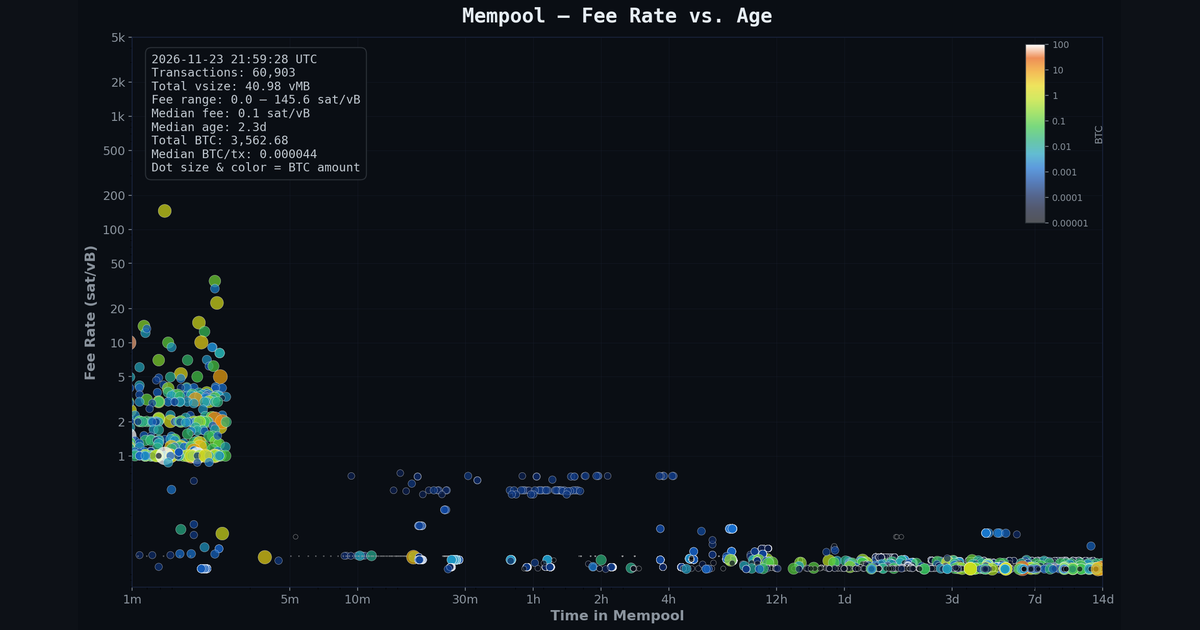 Mempool — Fee Rate vs. Age
2026-11-23 21:59:28 UTC
Transactions: 60,903
Total vsize: 40.98 vMB
Fee range: 0.0 — 145.6 sat/vB
Median fee: 0.1 sat/vB
Median age: 2.3d
Total BTC: 3,562.68
Median BTC/tx: 0.000044
Dot size & color = BTC amount
100
10
1
0.1
0.01
0.001
0.0001
0.00001
BTC
Fee Rate (sat/vB)
5k
2k
1k
500
200
100
50
20
10
5
2
1
1m
5m
10m
30m
1h
2h
4h
12h
1d
3d
7d
14d
Time in Mempool